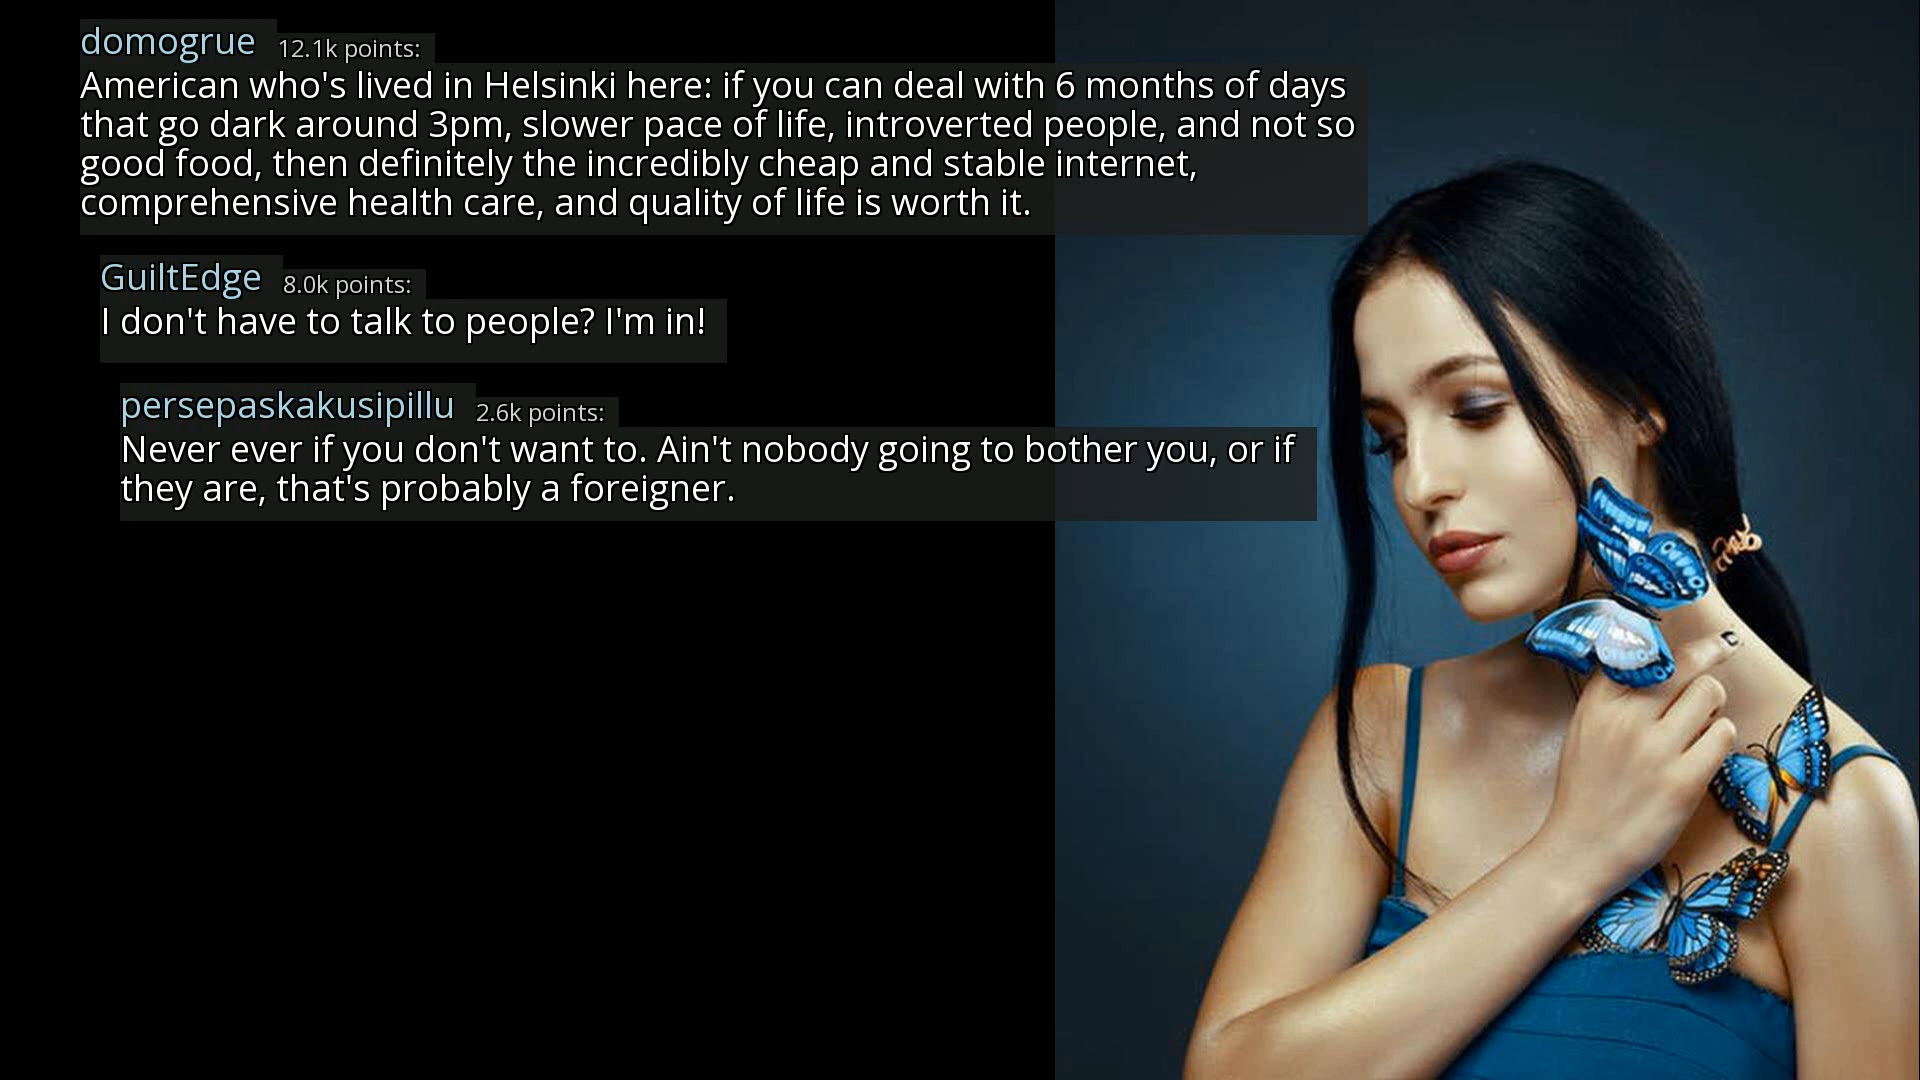 domogrue 12.1k points:
American who's lived in Helsinki here: if you can deal with 6 months of days
that go dark around 3pm, slower pace of life, introverted people, and not so
good food, then definitely the incredibly cheap and stable internet,
comprehensive health care, and quality of life is worth it.
GuiltEdge 8.0k points:
I don't have to talk to people? I'm in!
persepaskakusipillu 2.6k points:
Never ever if you don't want to. Ain't nobody going to bother you, or if
they are, that's probably a foreigner.